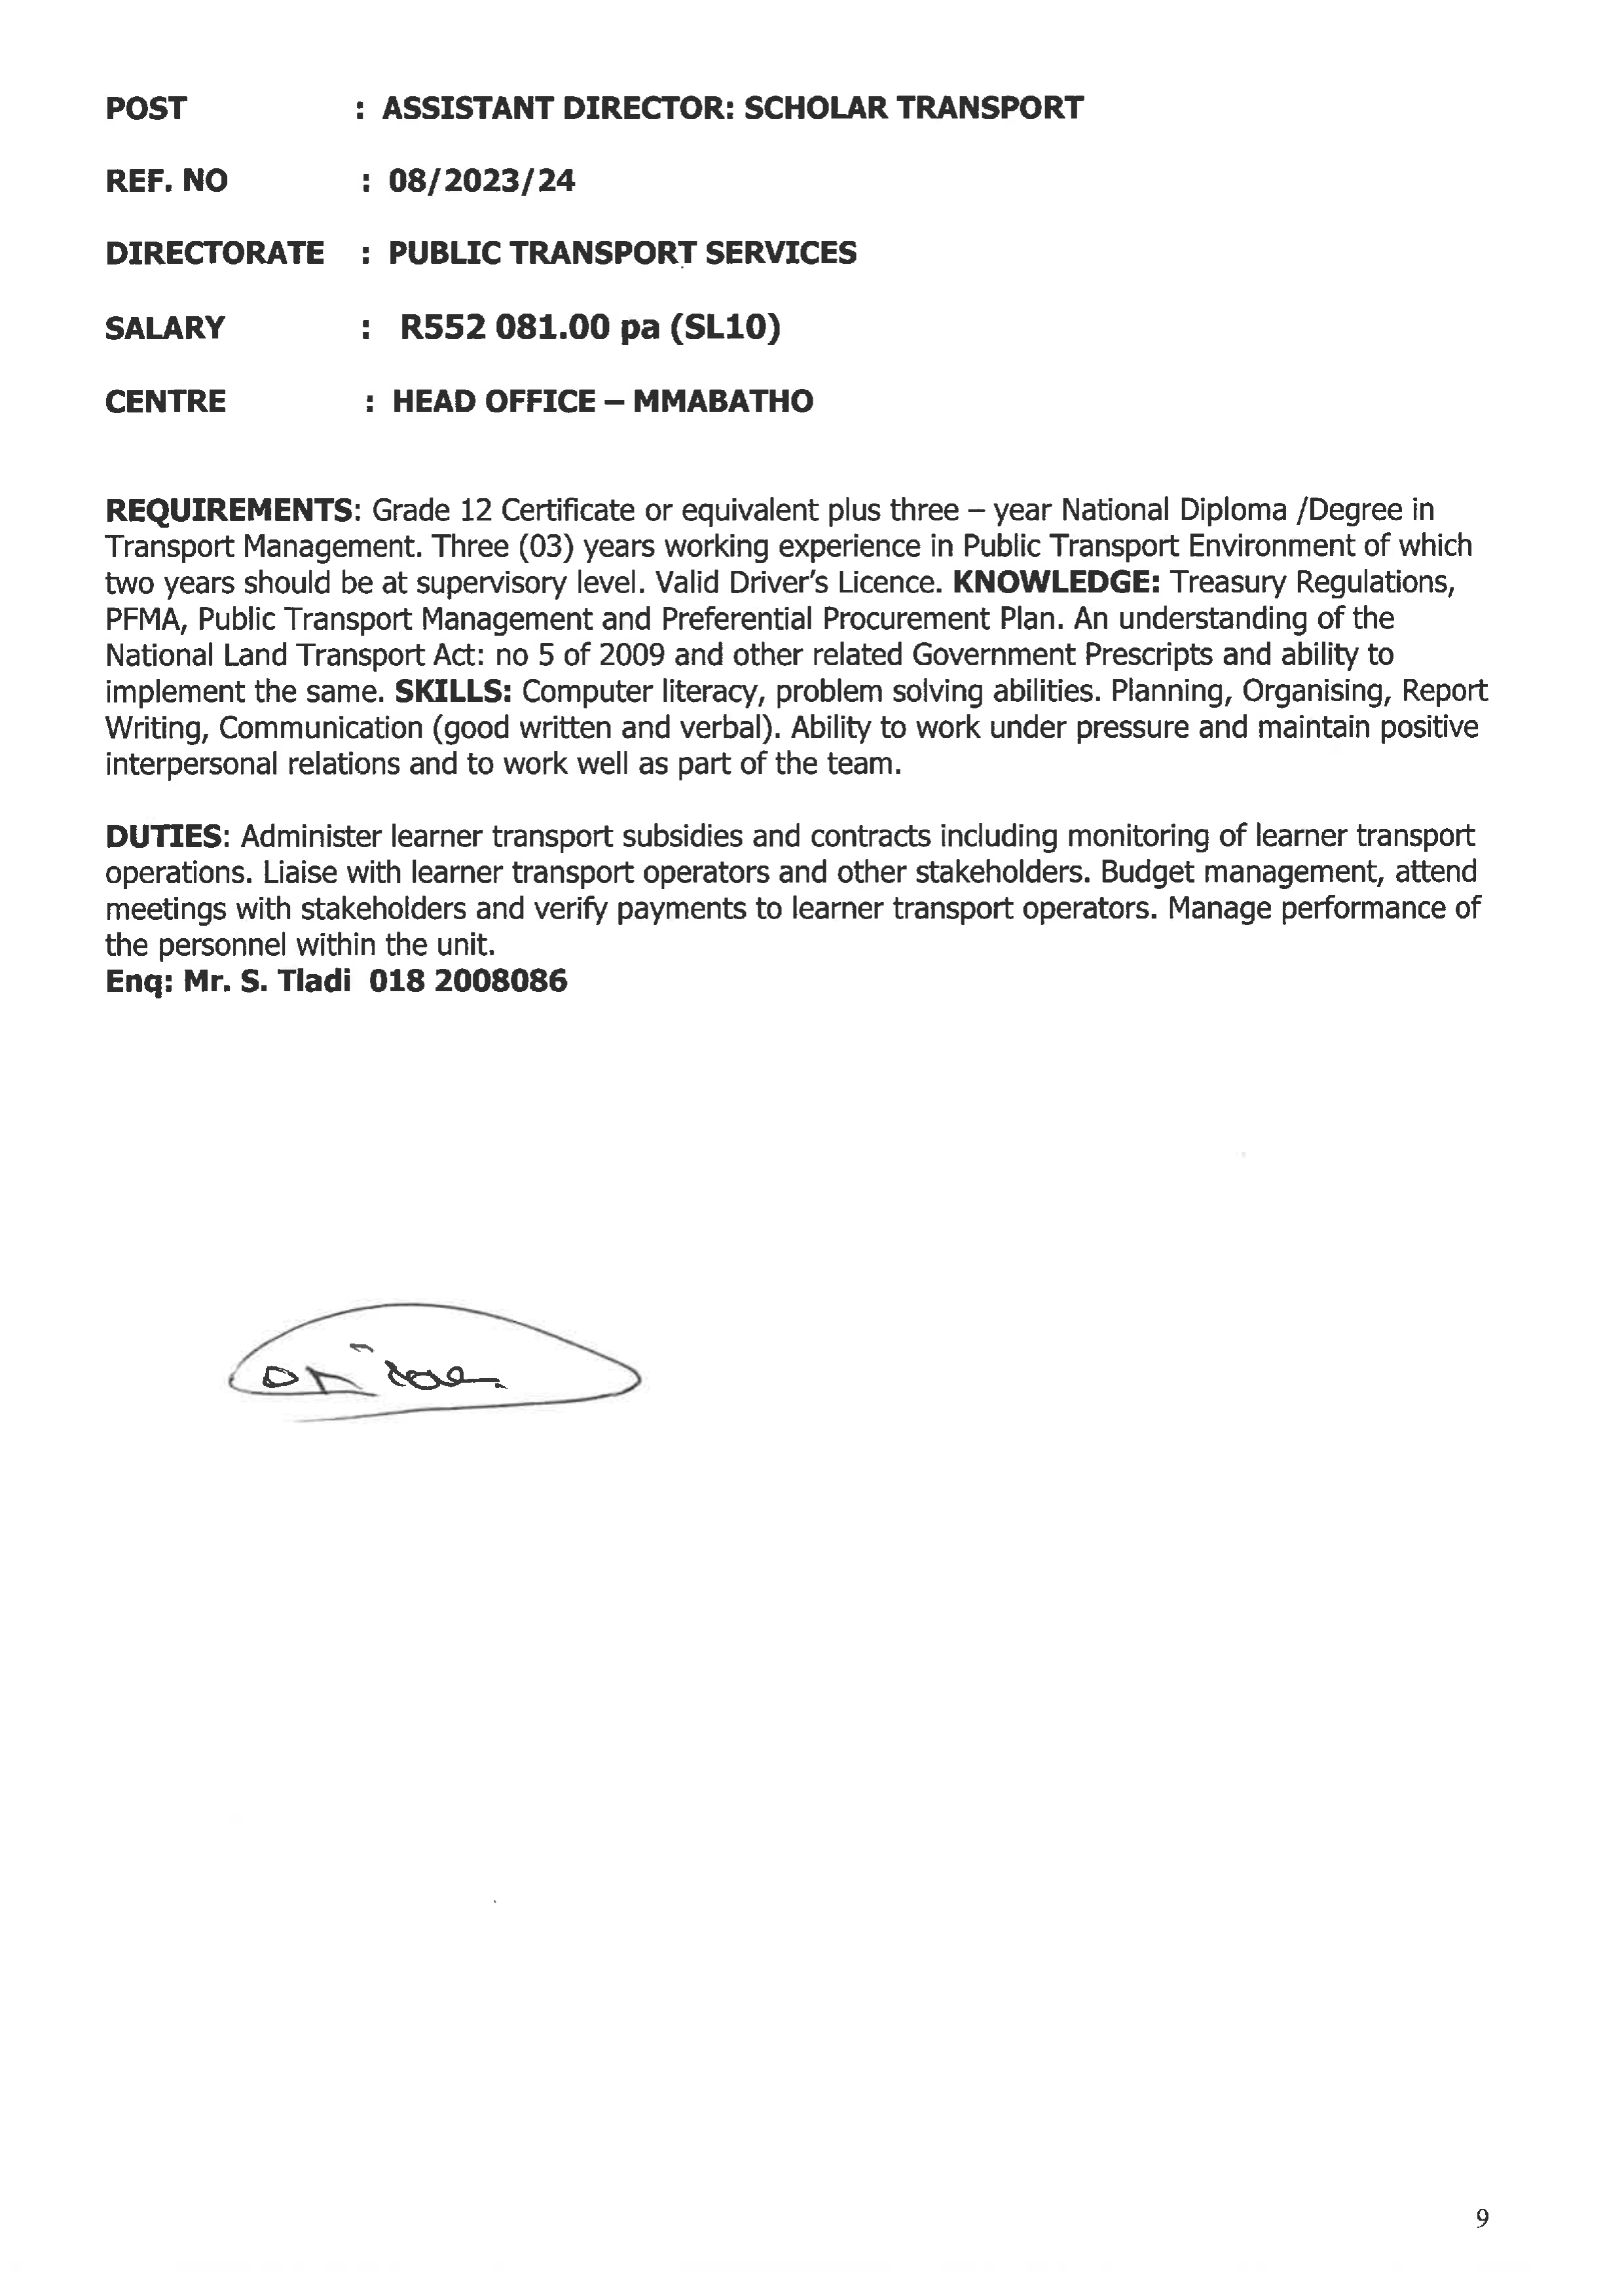 POST : ASSISTANT DIRECTOR: SCHOLAR TRANSPORT
REF. NO : 08/2023/24
DIRECTORATE : PUBLIC TRANSPORT SERVICES
SALARY : R552 081.00 pa (SL10)
CENTRE : HEAD OFFICE – MMABATHO
REQUIREMENTS: Grade 12 Certificate or equivalent plus three – year National Diploma /Degree in
Transport Management. Three (03) years working experience in Public Transport Environment of which
two years should be at supervisory level. Valid Driver's Licence. KNOWLEDGE: Treasury Regulations,
PFMA, Public Transport Management and Preferential Procurement Plan. An understanding of the
National Land Transport Act: no 5 of 2009 and other related Government Prescripts and ability to
implement the same. SKILLS: Computer literacy, problem solving abilities. Planning, Organising, Report
Writing, Communication (good written and verbal). Ability to work under pressure and maintain positive
interpersonal relations and to work well as part of the team.
DUTIES: Administer learner transport subsidies and contracts including monitoring of learner transport
operations. Liaise with learner transport operators and other stakeholders. Budget management, attend
meetings with stakeholders and verify payments to learner transport operators. Manage performance of
the personnel within the unit.
Enq: Mr. S. Tladi 018 2008086
9